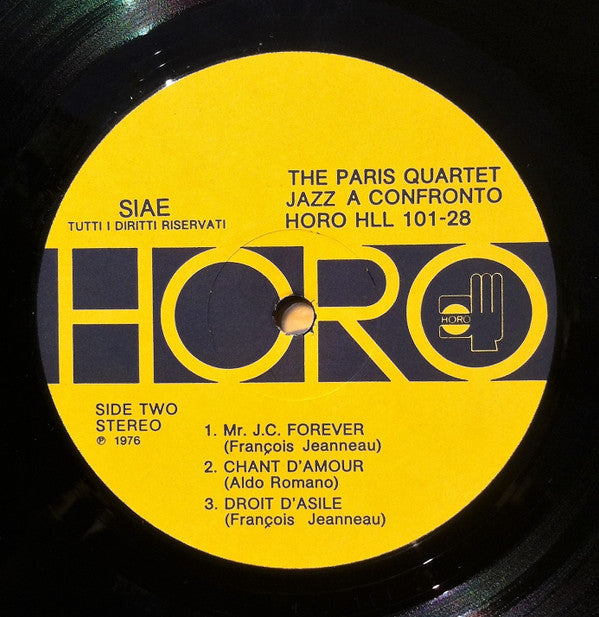 THE PARIS QUARTET
JAZZ A CONFRONTO
HORO HLL 101-28
SIAE
TUTTI I DIRITTI RISERVATI
HORO
HORO
SIDE TWO
STEREO
℗ 1976
1. Mr. J.C. FOREVER
(François Jeanneau)
2. CHANT D'AMOUR
(Aldo Romano)
3. DROIT D'ASILE
(François Jeanneau)